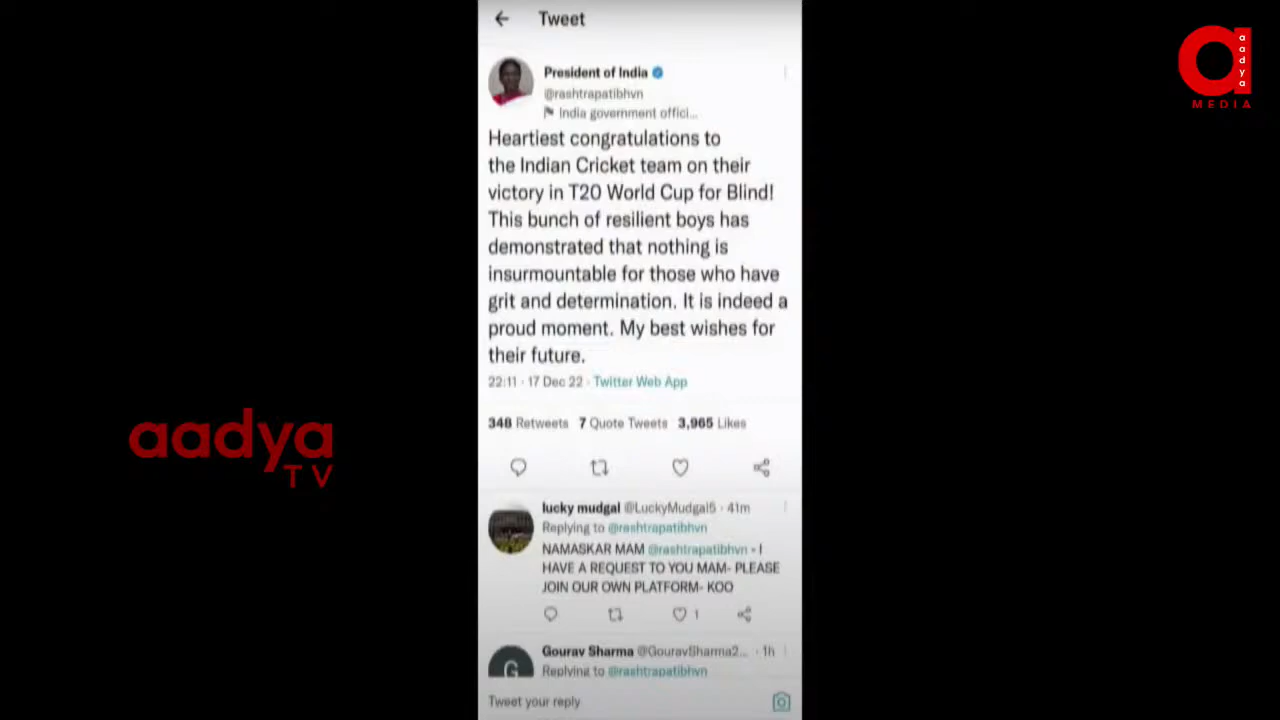 Tweet
President of India
@rashtrapatibhvn
India government offici...
Heartiest congratulations to
the Indian Cricket team on their
victory in T20 World Cup for Blind!
This bunch of resilient boys has
demonstrated that nothing is
insurmountable for those who have
grit and determination. It is indeed a
proud moment. My best wishes for
their future.
22:11 · 17 Dec 22 · Twitter Web App
348 Retweets 7 Quote Tweets 3,965 Likes
lucky mudgal @LuckyMudgal5 · 41m
Replying to @rashtrapatibhvn
NAMASKAR MAM @rashtrapatibhvn - I
HAVE A REQUEST TO YOU MAM- PLEASE
JOIN OUR OWN PLATFORM- KOO
1
G
Gourav Sharma @GouravSharma2... · 1h
Replying to @rashtrapatibhvn
Tweet your reply
aadya
TV
a
aadya
MEDIA